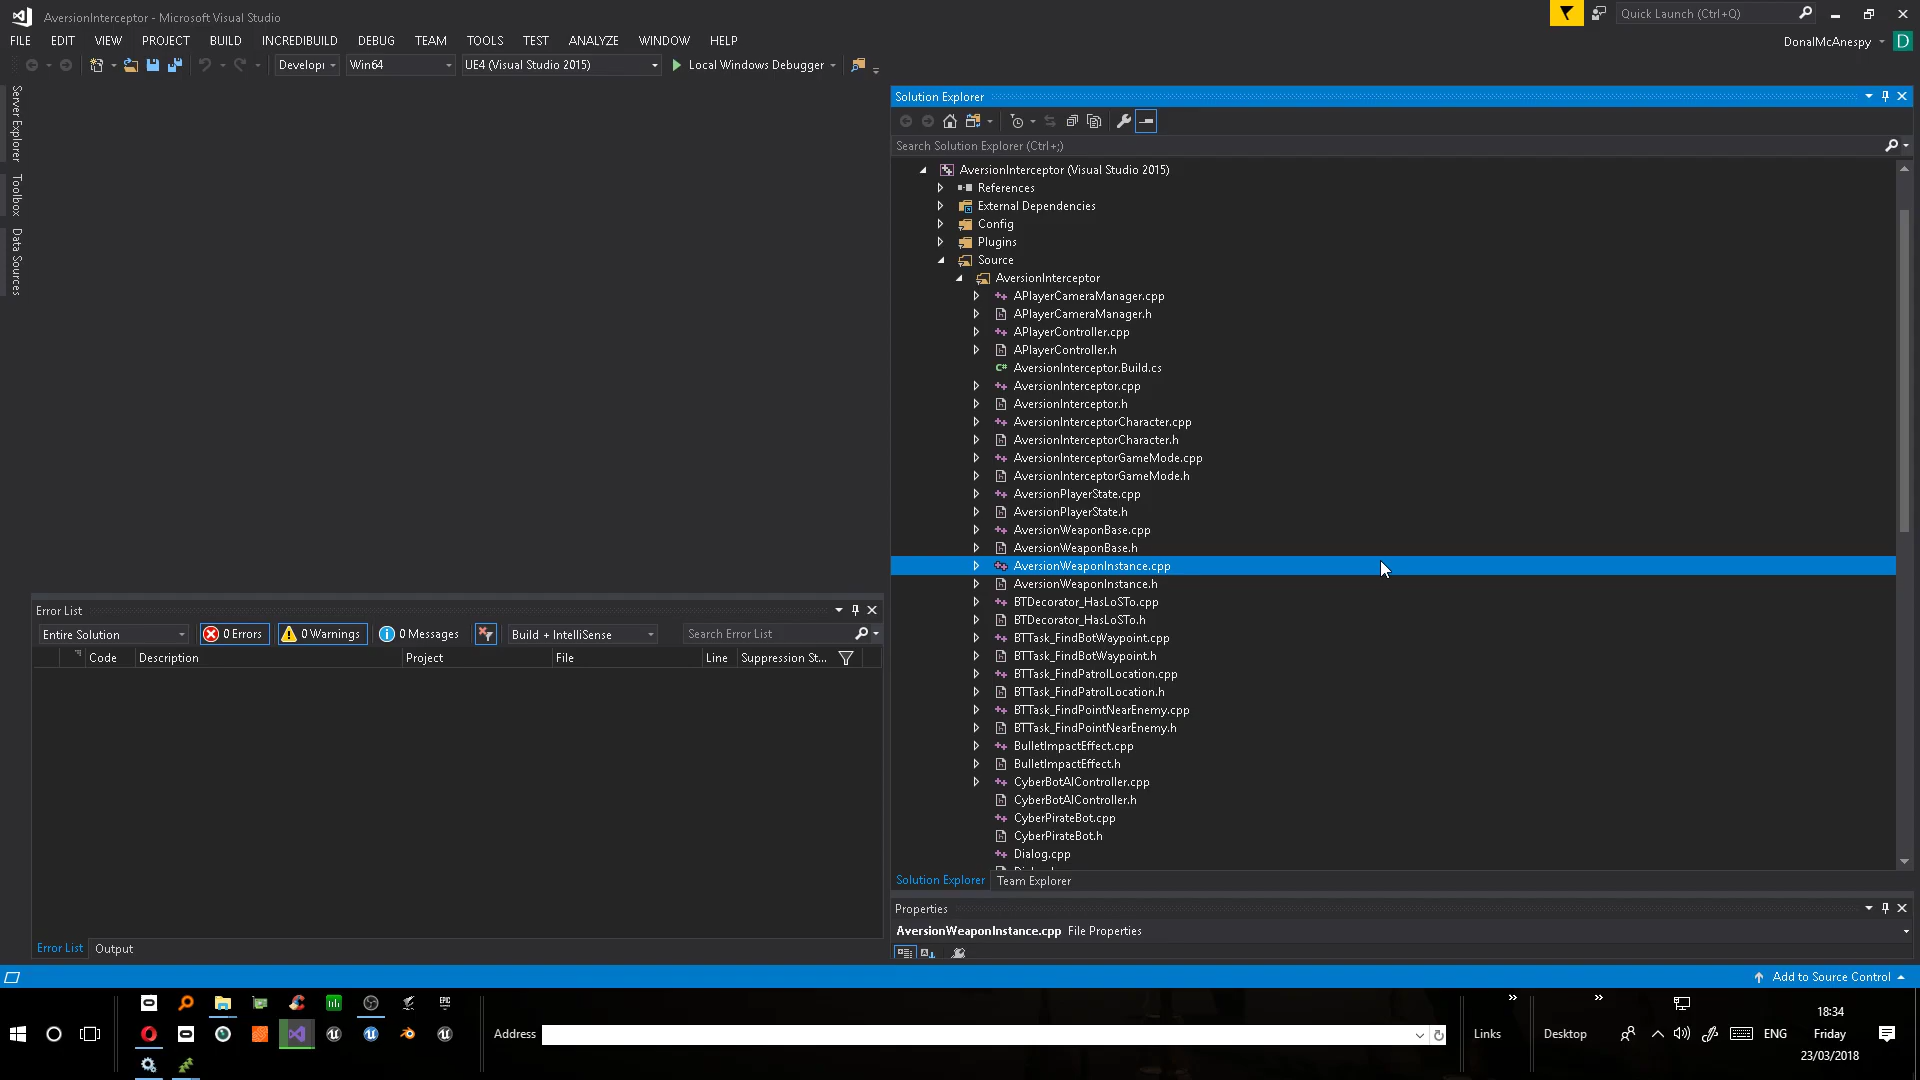 AversionInterceptor - Microsoft Visual Studio
Quick Launch (Ctrl+Q)
FILE EDIT VIEW PROJECT BUILD INCREDIBUILD DEBUG TEAM TOOLS TEST ANALYZE WINDOW HELP
DonalMcAnespy D
Develop Win64 UE4 (Visual Studio 2015) Local Windows Debugger
Server Explorer
Toolbox
Data Sources
Solution Explorer
Search Solution Explorer (Ctrl+;)
AversionInterceptor (Visual Studio 2015)
References
External Dependencies
Config
Plugins
Source
AversionInterceptor
APlayerCameraManager.cpp
APlayerCameraManager.h
APlayerController.cpp
APlayerController.h
C# AversionInterceptor.Build.cs
AversionInterceptor.cpp
AversionInterceptor.h
AversionInterceptorCharacter.cpp
AversionInterceptorCharacter.h
AversionInterceptorGameMode.cpp
AversionInterceptorGameMode.h
AversionPlayerState.cpp
AversionPlayerState.h
AversionWeaponBase.cpp
AversionWeaponBase.h
AversionWeaponInstance.cpp
AversionWeaponInstance.h
BTDecorator_HasLoSTo.cpp
BTDecorator_HasLoSTo.h
BTTask_FindBotWaypoint.cpp
BTTask_FindBotWaypoint.h
BTTask_FindPatrolLocation.cpp
BTTask_FindPatrolLocation.h
BTTask_FindPointNearEnemy.cpp
BTTask_FindPointNearEnemy.h
BulletImpactEffect.cpp
BulletImpactEffect.h
CyberBotAIController.cpp
CyberBotAIController.h
CyberPirateBot.cpp
CyberPirateBot.h
Dialog.cpp
Solution Explorer Team Explorer
Properties
AversionWeaponInstance.cpp File Properties
Error List
Entire Solution 0 Errors 0 Warnings 0 Messages Build + IntelliSense Search Error List
Code Description Project File Line Suppression St...
Error List Output
Add to Source Control
Address
Links
Desktop
ENG
18:34
Friday
23/03/2018